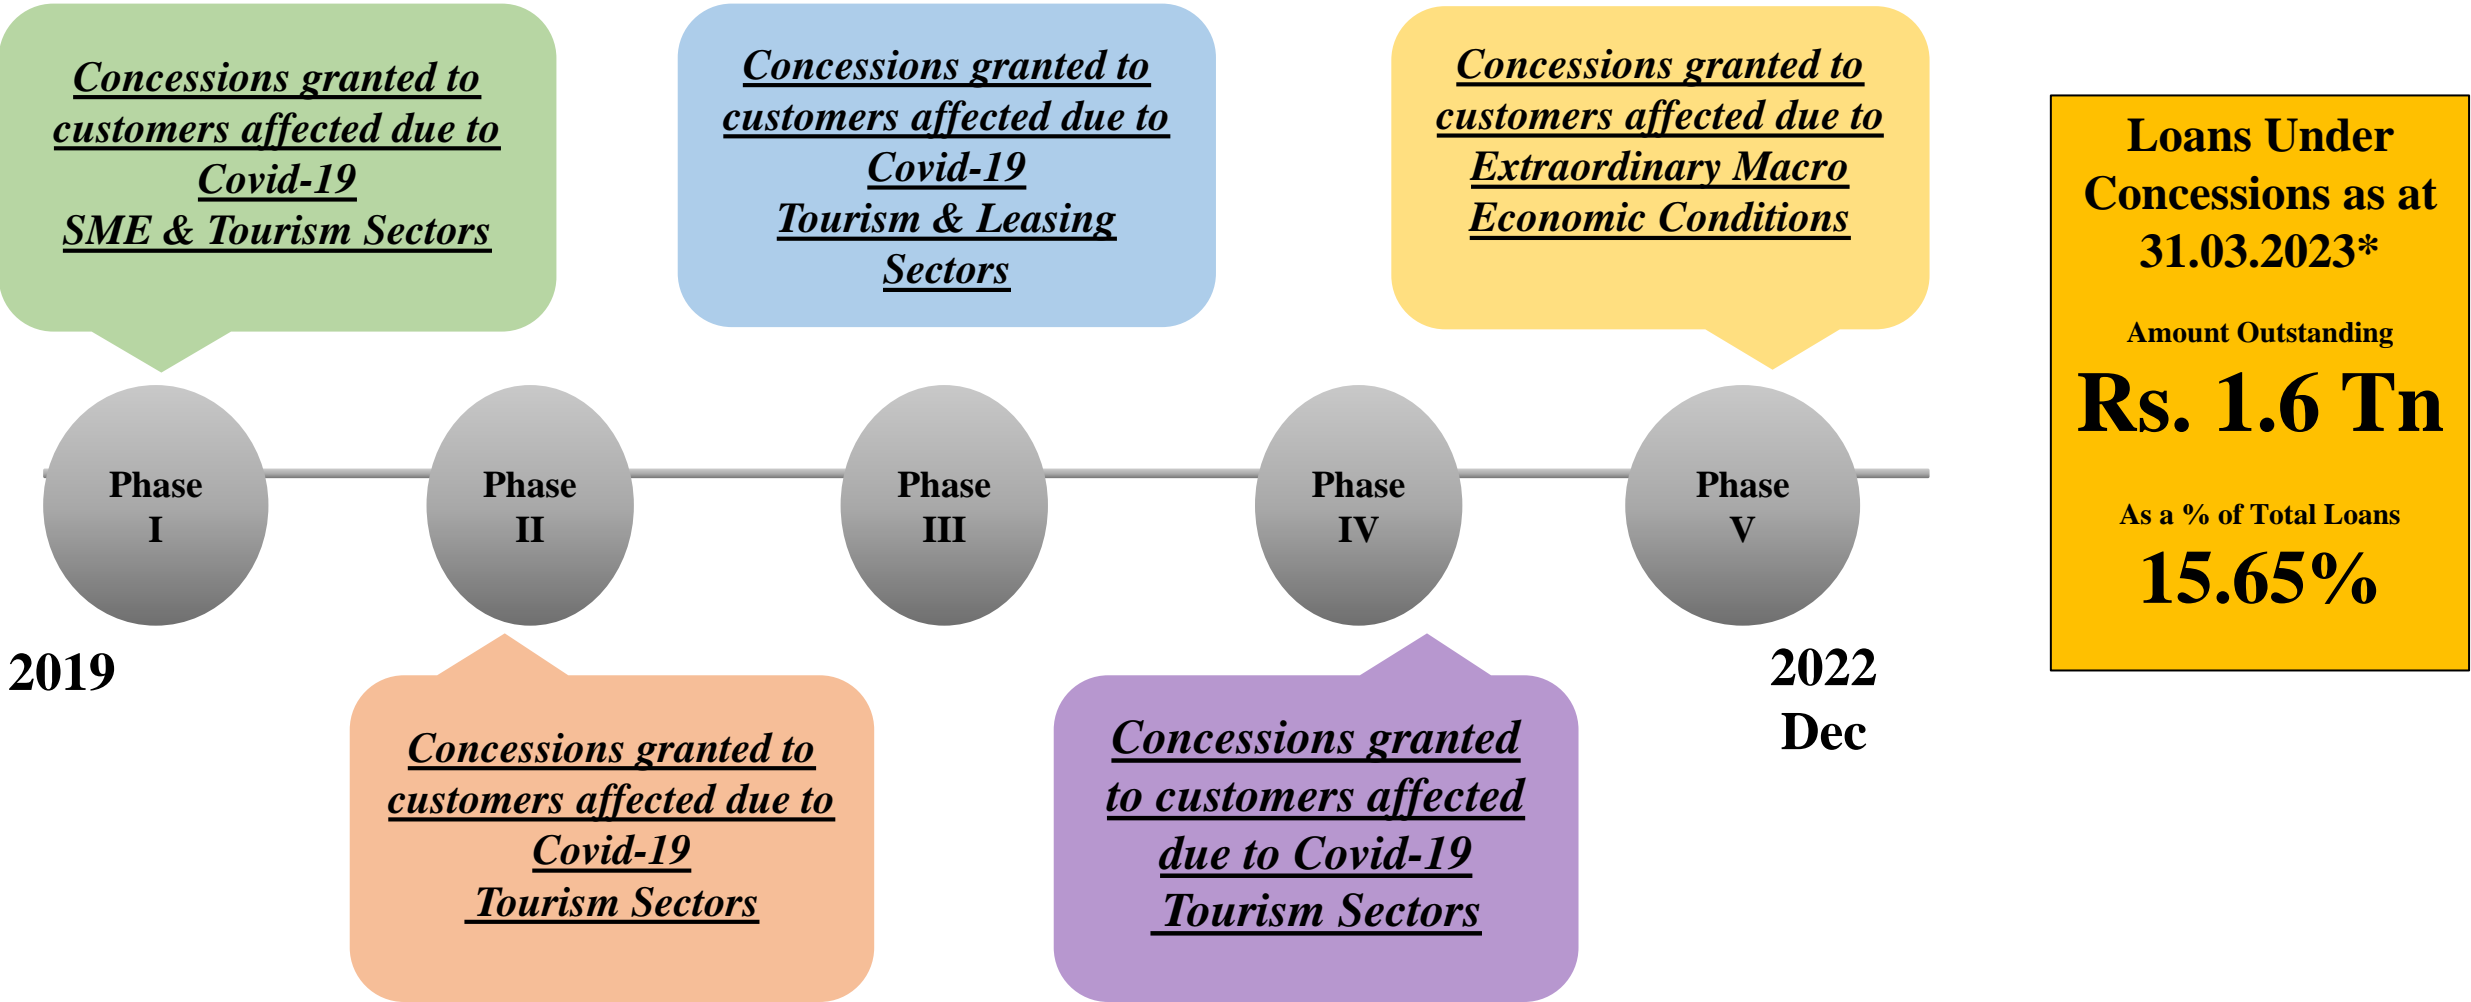 Concessions granted to
customers affected due to
Covid-19
SME & Tourism Sectors
Concessions granted to
customers affected due to
Covid-19
Tourism & Leasing
Sectors
Concessions granted to
customers affected due to
Extraordinary Macro
Economic Conditions
Phase
I
Phase
II
Phase
III
Phase
IV
Phase
V
2019
2022
Dec
Concessions granted to
customers affected due to
Covid-19
Tourism Sectors
Concessions granted
to customers affected
due to Covid-19
Tourism Sectors
Loans Under
Concessions as at
31.03.2023*
Amount Outstanding
Rs. 1.6 Tn
As a % of Total Loans
15.65%